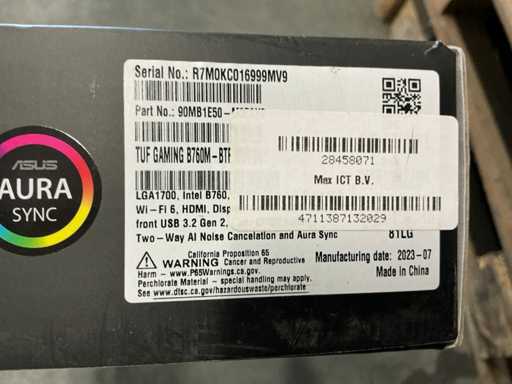 Serial No.: R7M0KC016999MV9
Part No.: 90MB1E50-
28458071
TUF GAMING B760M-BTF
Max ICT B.V.
LGA1700, Intel B760,
Wi-Fi 6, HDMI,
front USB 3.2 Gen 2,
4711387132029
Two-Way AI Noise Cancelation and Aura Sync
81LG
California Proposition 65
WARNING Cancer and Reproductive
Harm - www.P65Warnings.ca.gov.
Perchlorate Material - special handling may apply.
See www.dtsc.ca.gov/hazardouswaste/perchlorate
Manufacturing date: 2023-07
Made in China
ASUS
AURA
SYNC